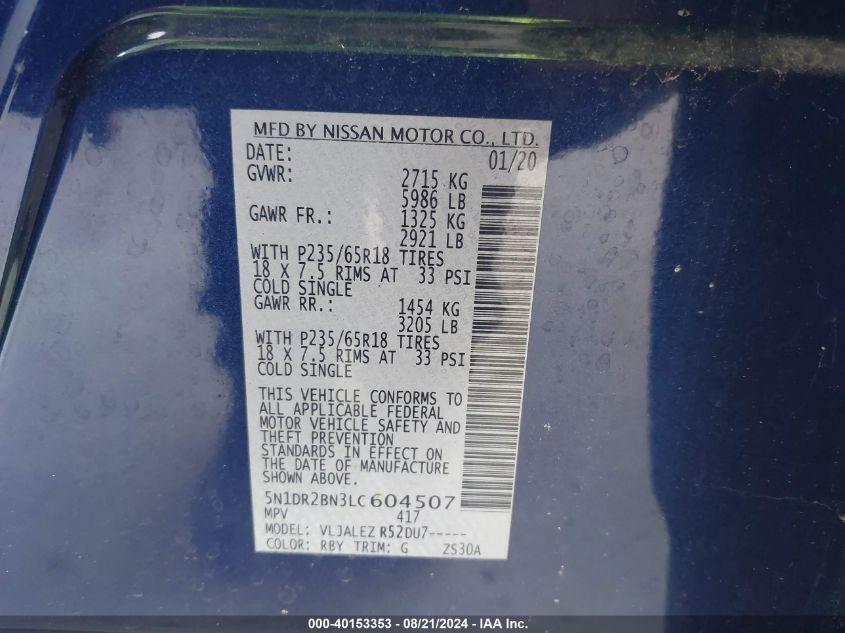 MFD BY NISSAN MOTOR CO., LTD.
DATE: 01/20
GVWR: 2715 KG
5986 LB
GAWR FR.: 1325 KG
2921 LB
WITH P235/65R18 TIRES
18 X 7.5 RIMS AT 33 PSI
COLD SINGLE
GAWR RR.: 1454 KG
3205 LB
WITH P235/65R18 TIRES
18 X 7.5 RIMS AT 33 PSI
COLD SINGLE
THIS VEHICLE CONFORMS TO
ALL APPLICABLE FEDERAL
MOTOR VEHICLE SAFETY AND
THEFT PREVENTION
STANDARDS IN EFFECT ON
THE DATE OF MANUFACTURE
SHOWN ABOVE.
5N1DR2BN3LC604507
MPV 417
MODEL: VLJALEZ R52DU7-----
COLOR: RBY TRIM: G ZS30A
000-40153353 - 08/21/2024 - IAA Inc.